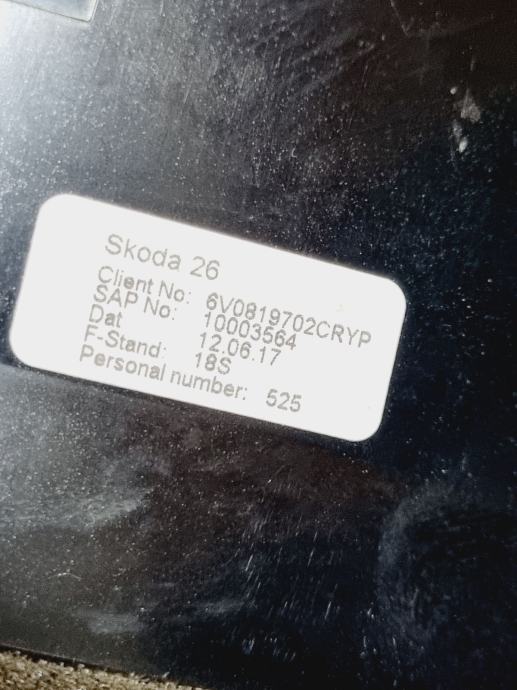 Skoda 26
Client No: 6V0819702CRYP
SAP No: 10003564
Dat 12.06.17
F-Stand: 18S
Personal number: 525